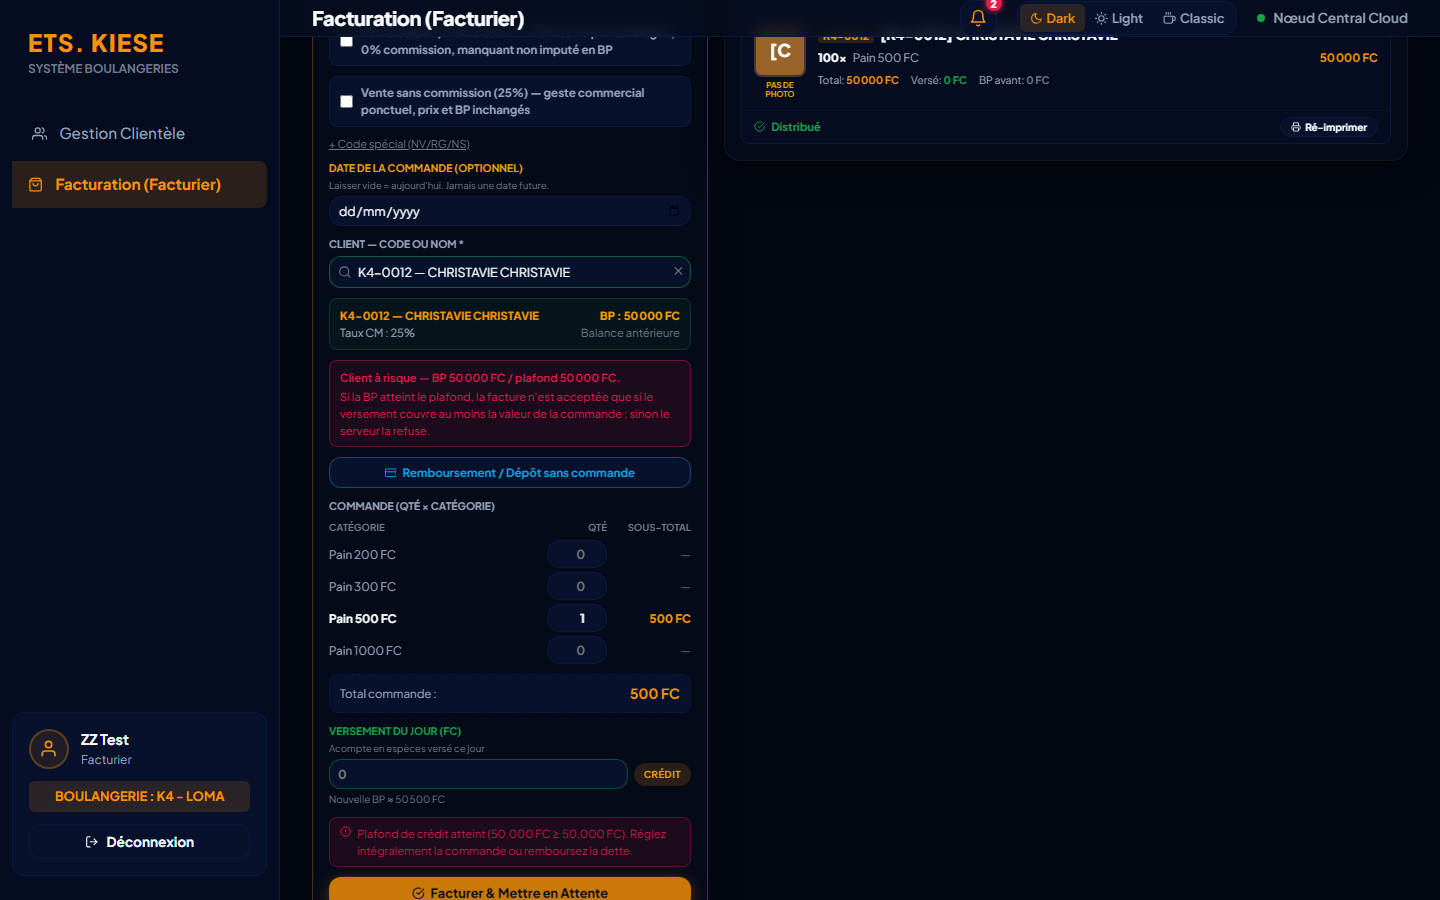 ETS. KIESE
SYSTÈME BOULANGERIES
Gestion Clientèle
Facturation (Facturier)
ZZ Test
Facturier
BOULANGERIE : K4 - LOMA
Déconnexion
Facturation (Facturier)
2
Dark
Light
Classic
Nœud Central Cloud
0% commission, manquant non imputé en BP
Vente sans commission (25%) — geste commercial
ponctuel, prix et BP inchangés
+ Code spécial (NV/RG/NS)
DATE DE LA COMMANDE (OPTIONNEL)
Laisser vide = aujourd'hui. Jamais une date future.
dd/mm/yyyy
CLIENT — CODE OU NOM *
K4-0012 — CHRISTAVIE CHRISTAVIE
K4-0012 — CHRISTAVIE CHRISTAVIE
BP : 50 000 FC
Taux CM : 25%
Balance antérieure
Client à risque — BP 50 000 FC / plafond 50 000 FC.
Si la BP atteint le plafond, la facture n'est acceptée que si le
versement couvre au moins la valeur de la commande ; sinon le
serveur la refuse.
Remboursement / Dépôt sans commande
COMMANDE (QTÉ × CATÉGORIE)
CATÉGORIE QTÉ SOUS-TOTAL
Pain 200 FC 0 —
Pain 300 FC 0 —
Pain 500 FC 1 500 FC
Pain 1000 FC 0 —
Total commande : 500 FC
VERSEMENT DU JOUR (FC)
Acompte en espèces versé ce jour
0
CRÉDIT
Nouvelle BP ≈ 50 500 FC
Plafond de crédit atteint (50,000 FC ≥ 50,000 FC). Réglez
intégralement la commande ou remboursez la dette.
Facturer & Mettre en Attente
[C
PAS DE
PHOTO
K4-0012 [K4-0012] CHRISTAVIE CHRISTAVIE
100× Pain 500 FC
50 000 FC
Total: 50 000 FC Versé: 0 FC BP avant: 0 FC
Distribué
Ré-imprimer